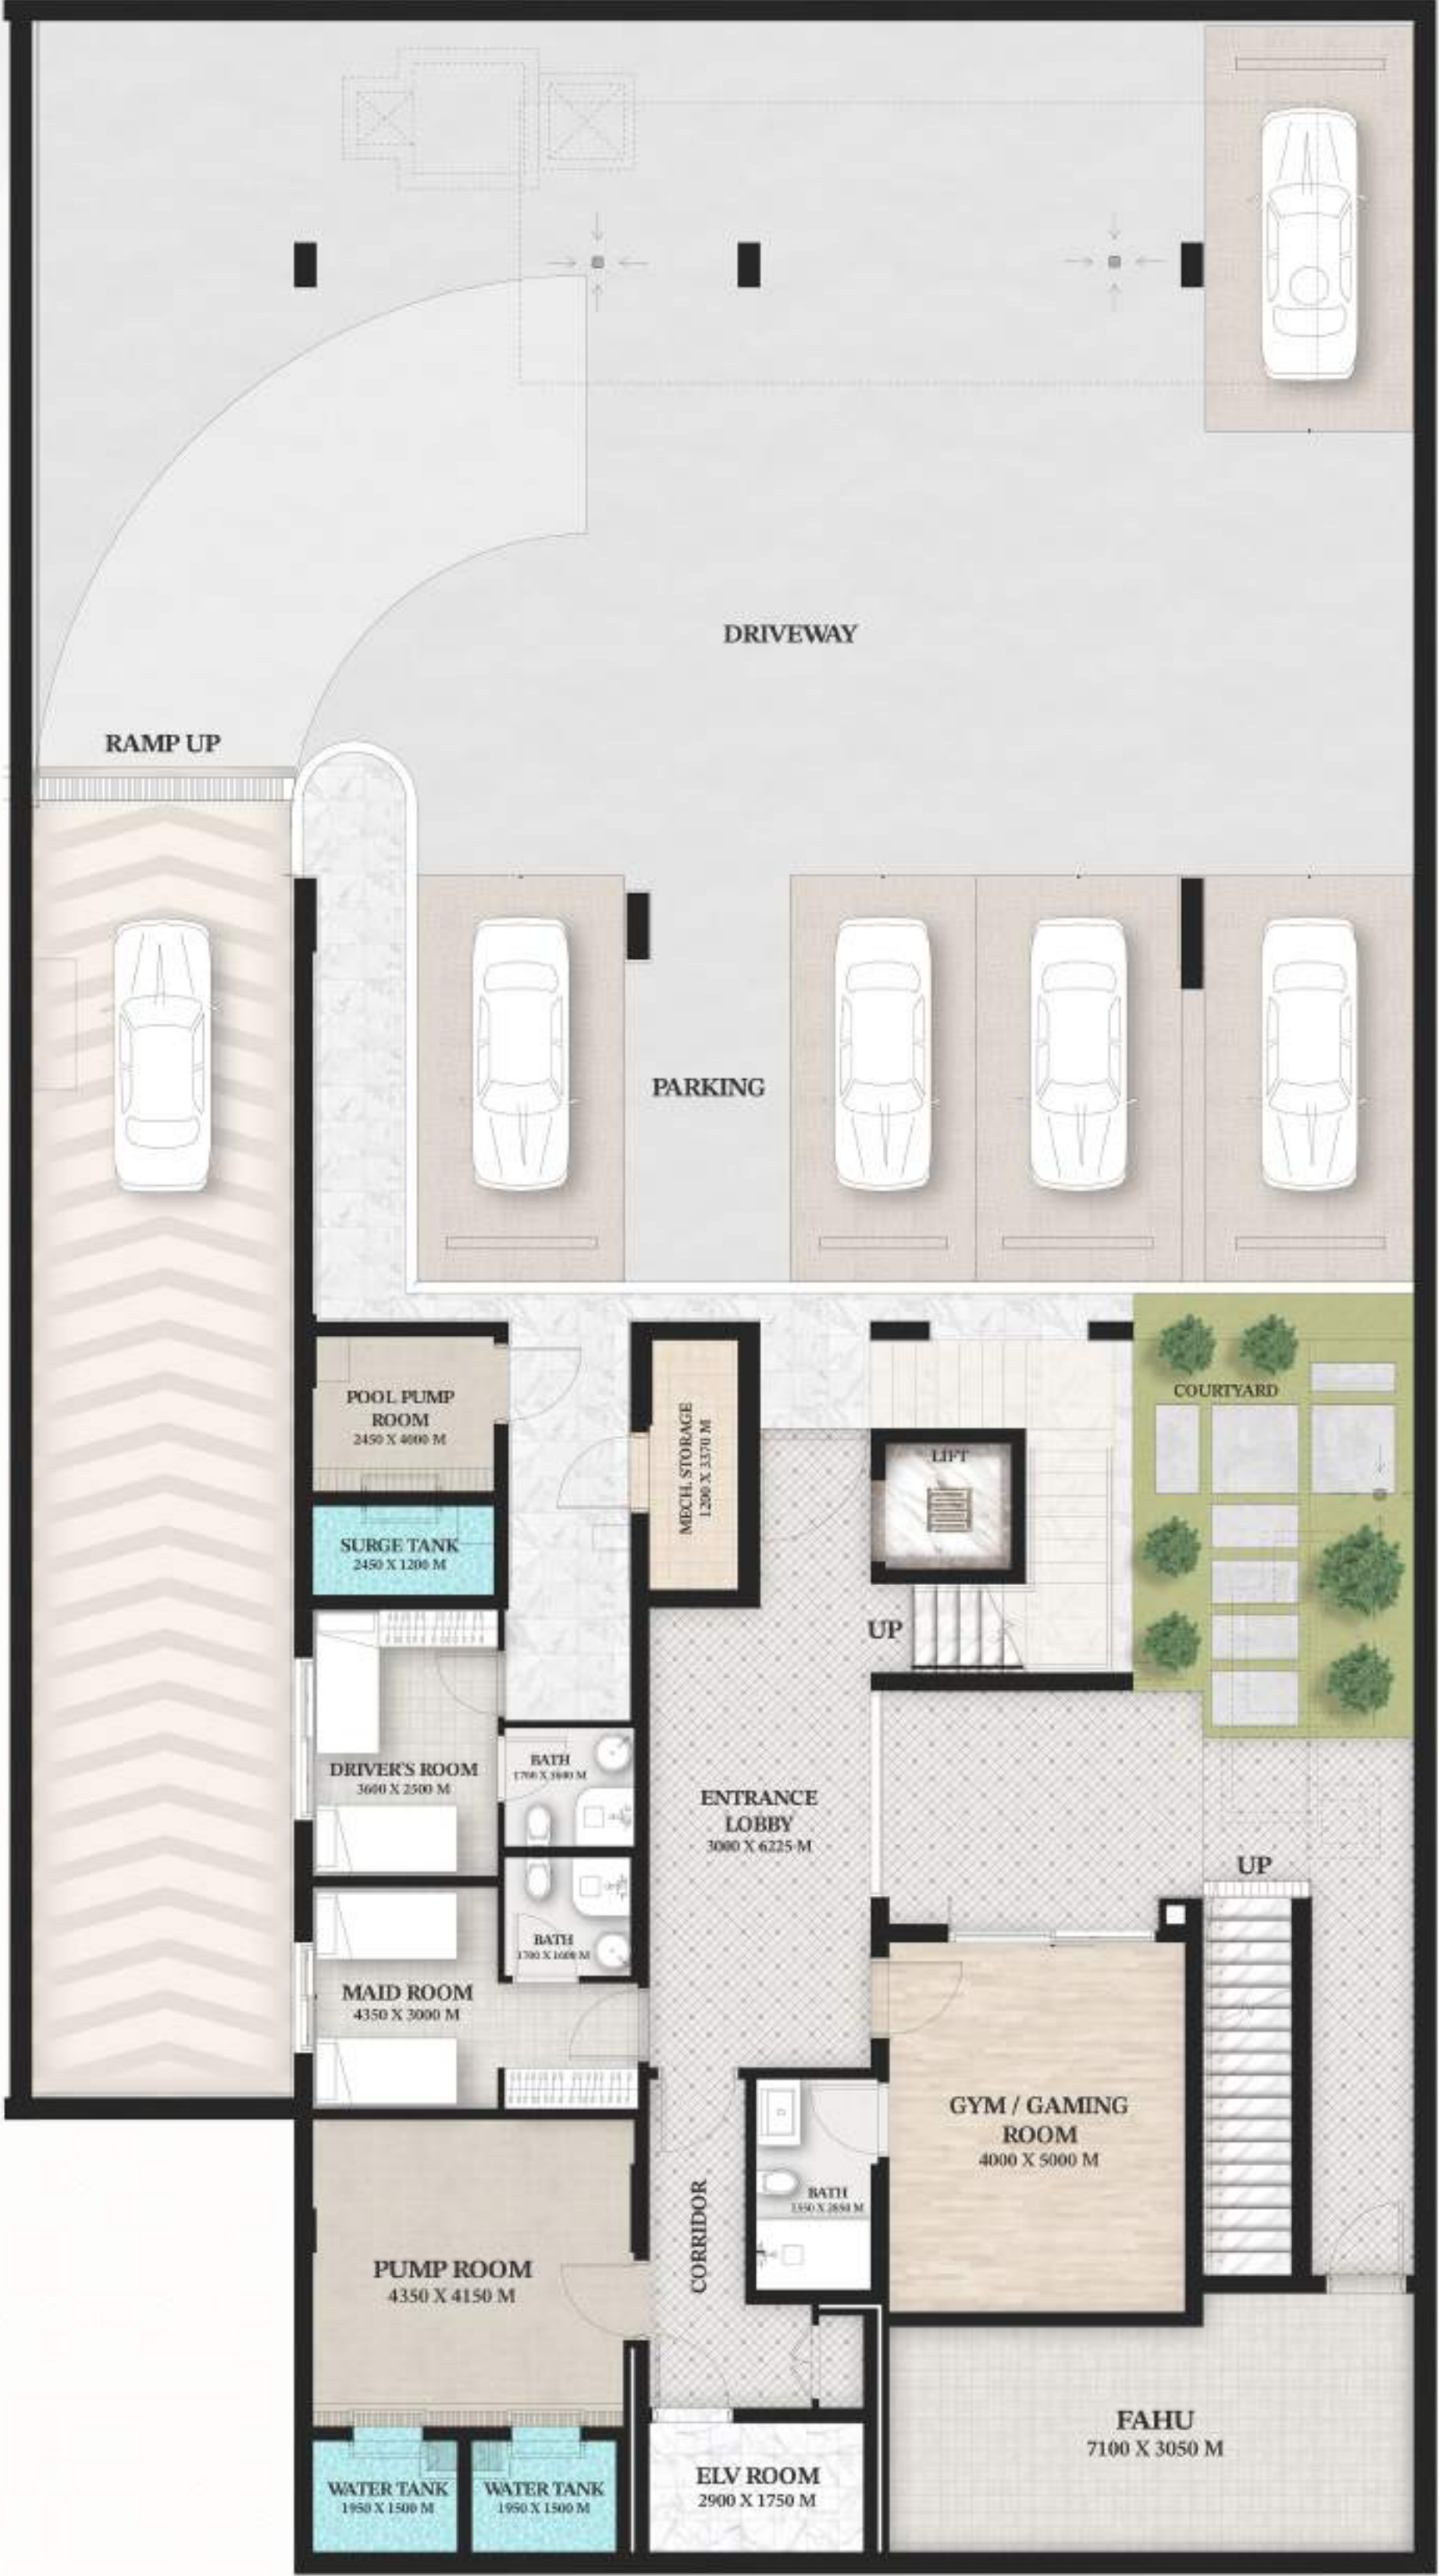 DRIVEWAY
RAMP UP
PARKING
POOL PUMP
ROOM
2450 X 4000 M
MECH. STORAGE
1200 X 3370 M
LIFT
COURTYARD
SURGE TANK
2450 X 1200 M
UP
DRIVER'S ROOM
3600 X 2500 M
BATH
ENTRANCE
LOBBY
3000 X 6225 M
UP
BATH
1700 X 1600 M
MAID ROOM
4350 X 3000 M
GYM / GAMING
ROOM
4000 X 5000 M
BATH
CORRIDOR
PUMP ROOM
4350 X 4150 M
FAHU
7100 X 3050 M
WATER TANK
1950 X 1500 M
WATER TANK
1950 X 1500 M
ELV ROOM
2900 X 1750 M